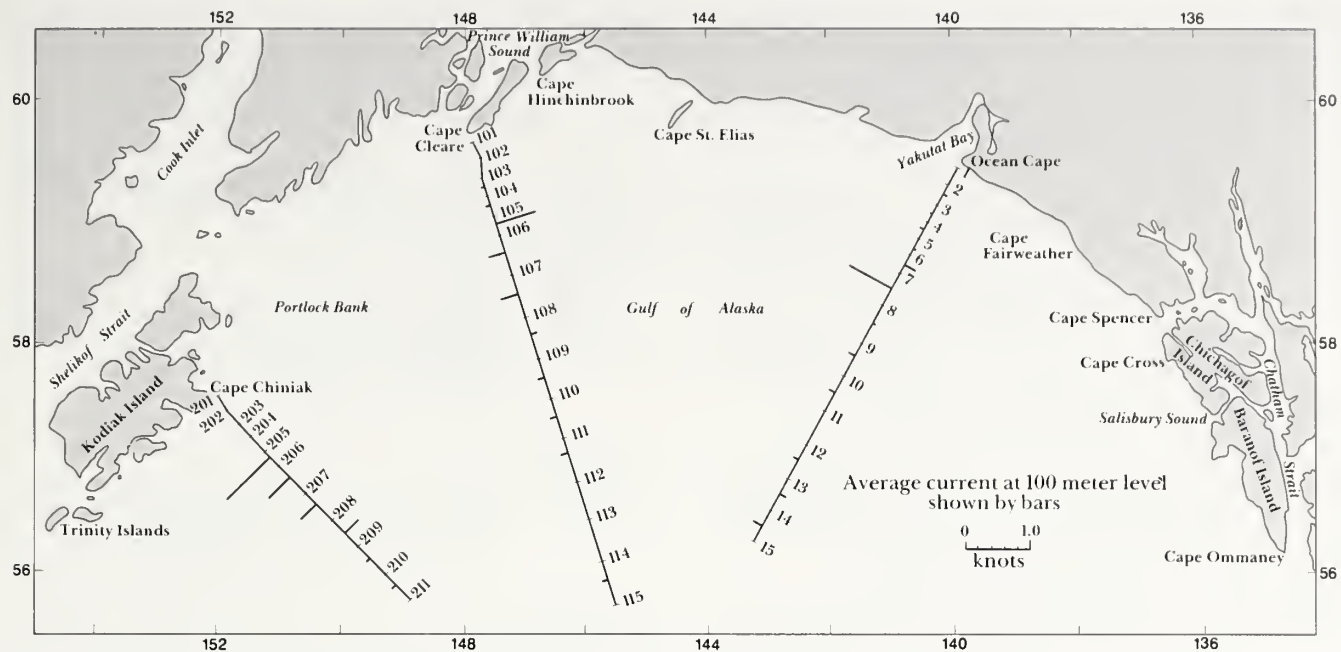 152
148
144
140
136
Prince William
Sound
60
60
Cape
Hinchinbrook
Cape
Cleare
Cape St. Elias
Yakutat Bay
Ocean Cape
Cook Inlet
101
102
103
104
105
106
107
108
109
110
111
112
113
114
115
2
3
4
5
6
7
8
9
10
11
12
13
14
15
Cape
Fairweather
Portlock Bank
Gulf of Alaska
Cape Spencer
58
58
Shelikof Strait
Cape Cross
Chichagof
Island
Chatham
Strait
Cape Chiniak
Kodiak Island
201
202
203
204
205
206
207
208
209
210
211
Salisbury Sound
Baranof Island
Average current at 100 meter level
shown by bars
0 1.0
knots
Trinity Islands
Cape Ommaney
56
56
152
148
144
140
136